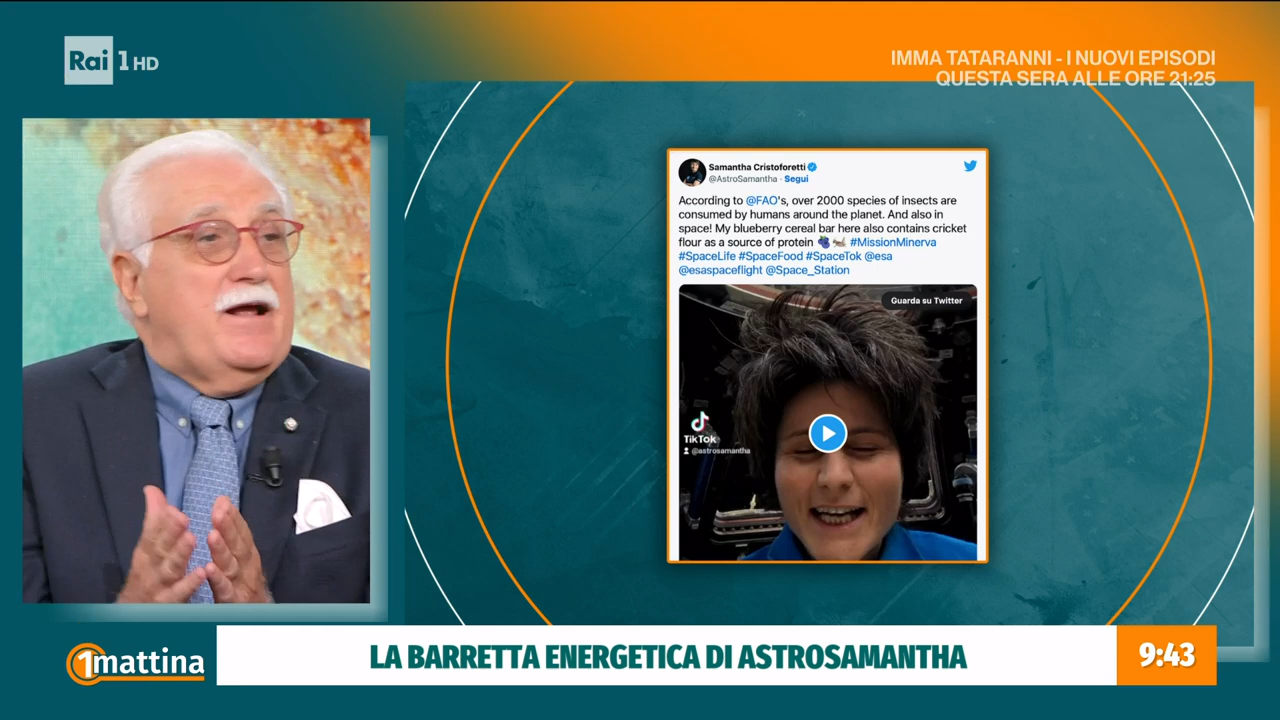 Rai 1 HD
IMMA TATARANNI - I NUOVI EPISODI
QUESTA SERA ALLE ORE 21:25
Samantha Cristoforetti
@AstroSamantha · Segui
According to @FAO's, over 2000 species of insects are
consumed by humans around the planet. And also in
space! My blueberry cereal bar here also contains cricket
flour as a source of protein 🫐🦗 #MissionMinerva
#SpaceLife #SpaceFood #SpaceTok @esa
@esaspaceflight @Space_Station
Guarda su Twitter
TikTok
@astrosamantha
1mattina
LA BARRETTA ENERGETICA DI ASTROSAMANTHA
9:43